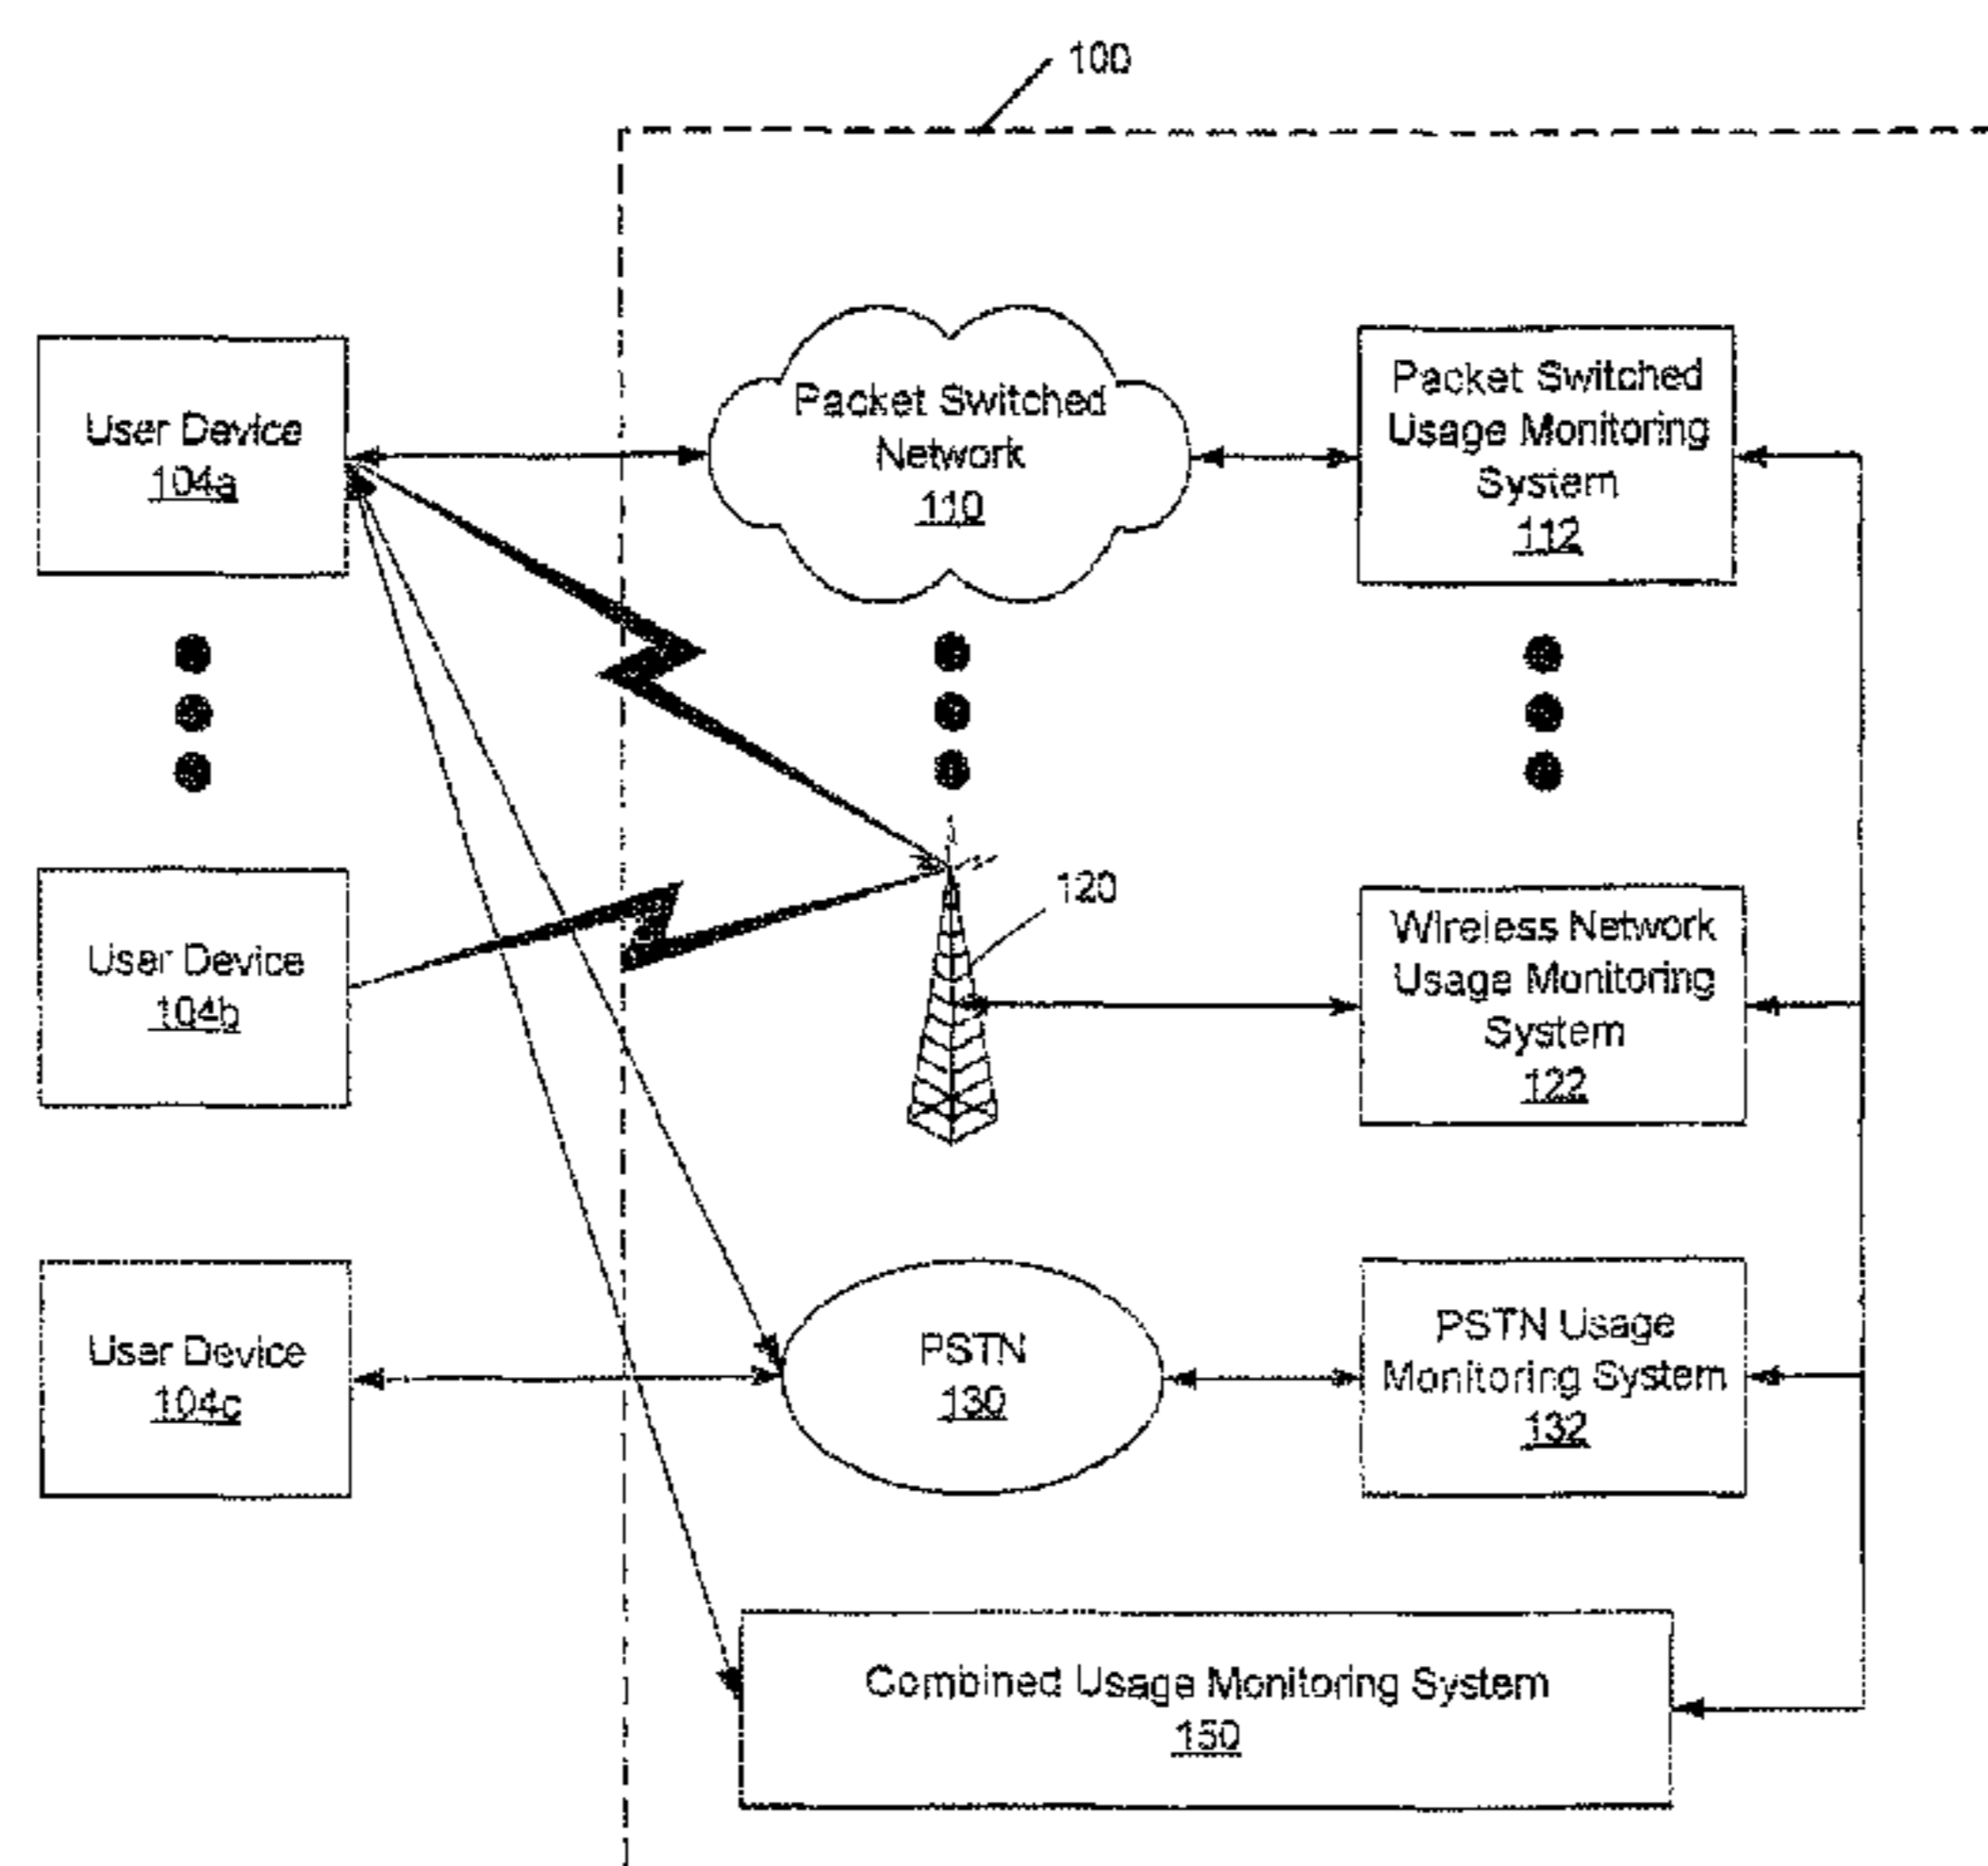 100
User Device
104a
Packet Switched
Network
110
Packet Switched
Usage Monitoring
System
112
User Device
104b
120
Wireless Network
Usage Monitoring
System
122
User Device
104c
PSTN
130
PSTN Usage
Monitoring System
132
Combined Usage Monitoring System
150